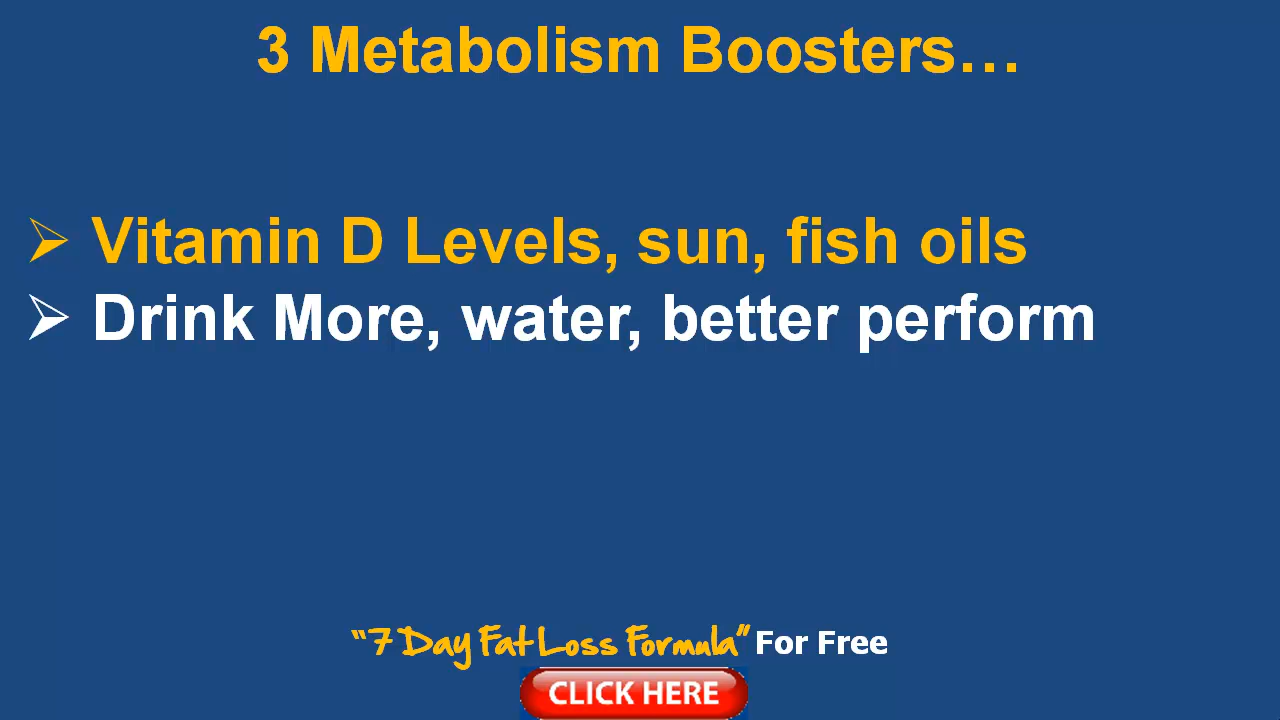 3 Metabolism Boosters…
Vitamin D Levels, sun, fish oils
Drink More, water, better perform
“7 Day Fat Loss Formula” For Free
CLICK HERE